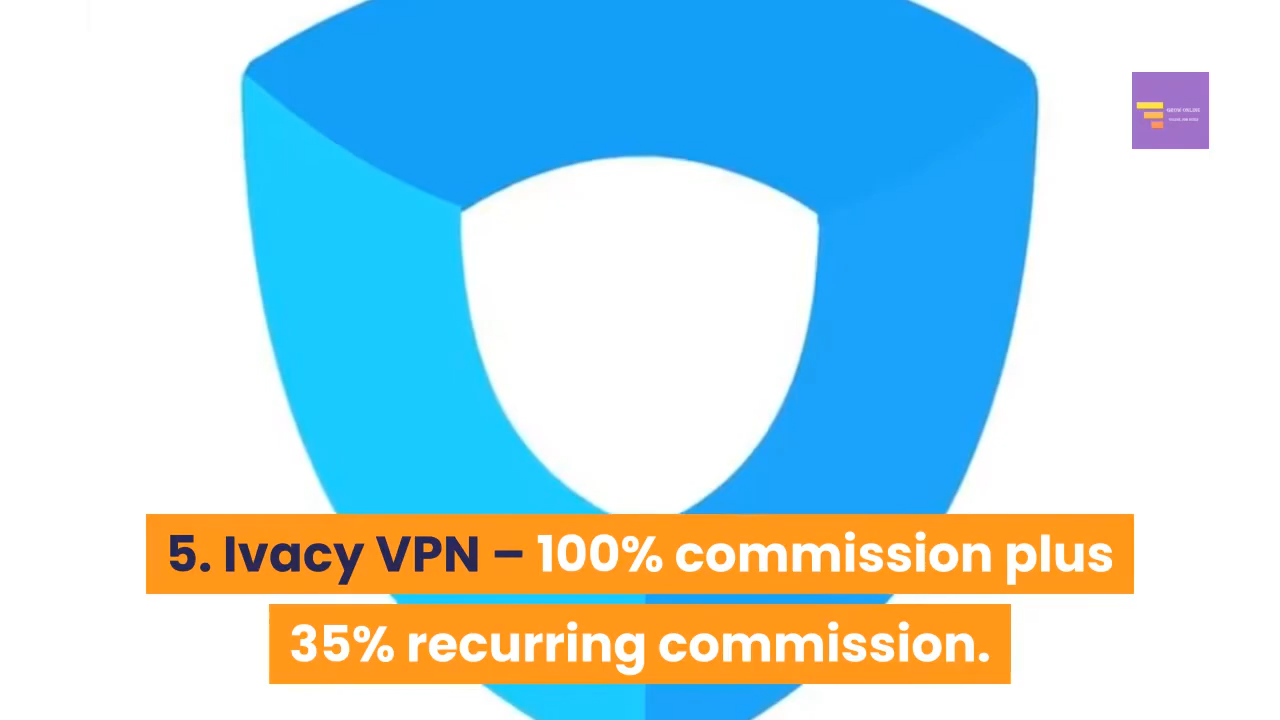 5. Ivacy VPN – 100% commission plus
35% recurring commission.